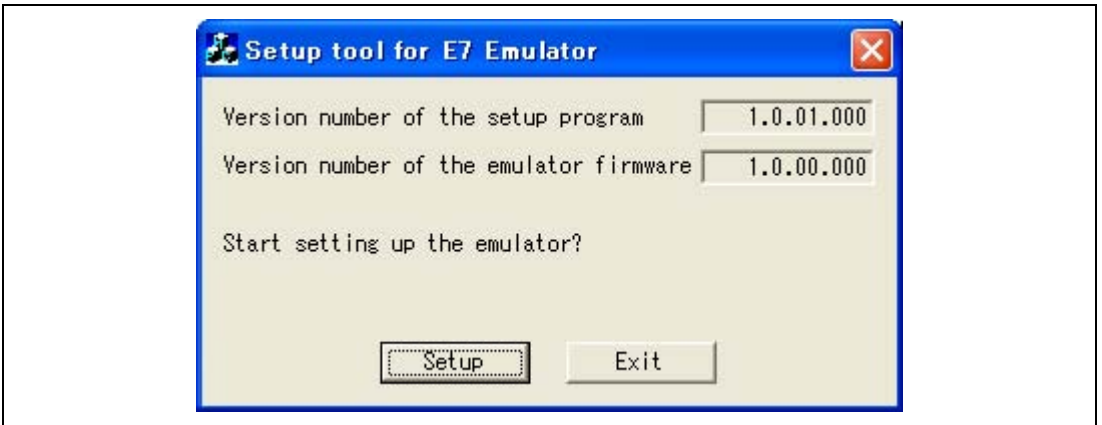 Setup tool for E7 Emulator
Version number of the setup program 1.0.01.000
Version number of the emulator firmware 1.0.00.000
Start setting up the emulator?
Setup Exit